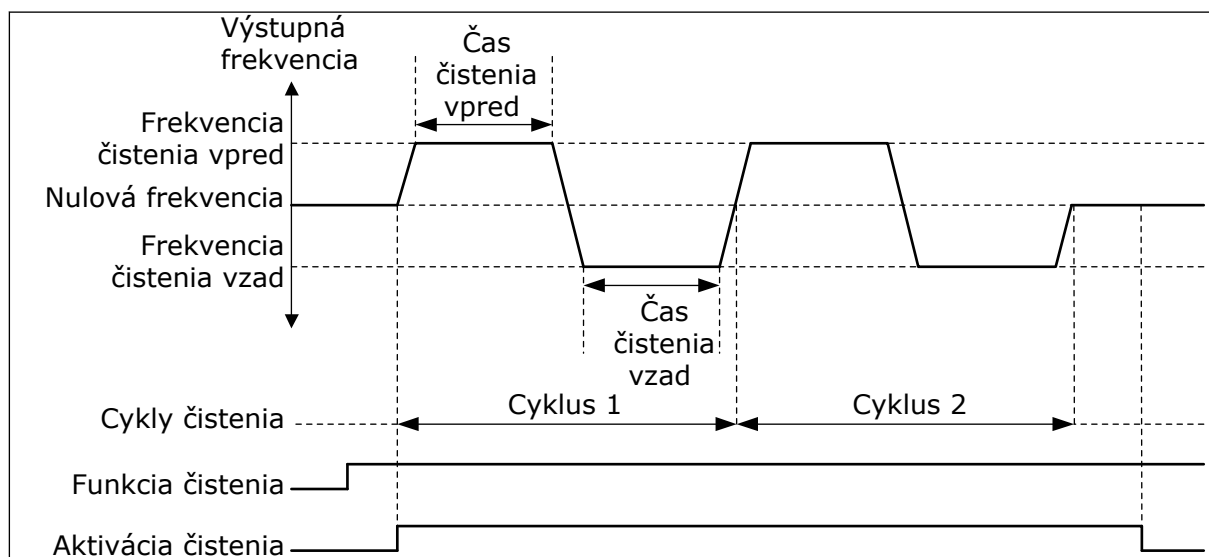 Výstupná
frekvencia
Čas
čistenia
vpred
Frekvencia
čistenia vpred
Nulová frekvencia
Frekvencia
čistenia vzad
Čas
čistenia
vzad
Cykly čistenia
Cyklus 1
Cyklus 2
Funkcia čistenia
Aktivácia čistenia